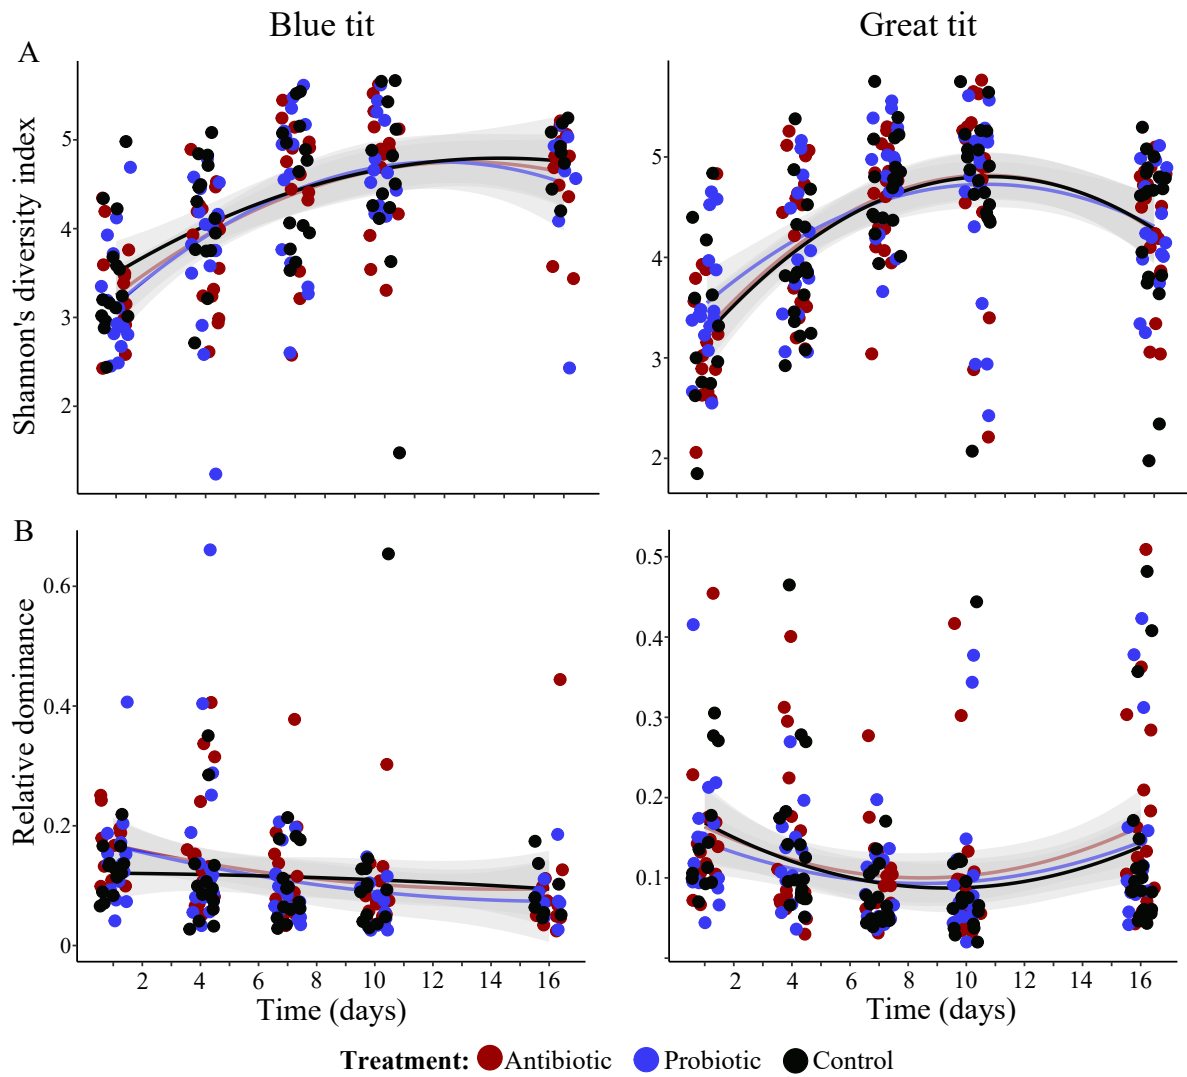 Blue tit
Great tit
A
Shannon's diversity index
5
4
3
2
5
4
3
2
B
Relative dominance
0.6
0.4
0.2
0
0.5
0.4
0.3
0.2
0.1
2 4 6 8 10 12 14 16
2 4 6 8 10 12 14 16
Time (days)
Time (days)
Treatment: Antibiotic Probiotic Control